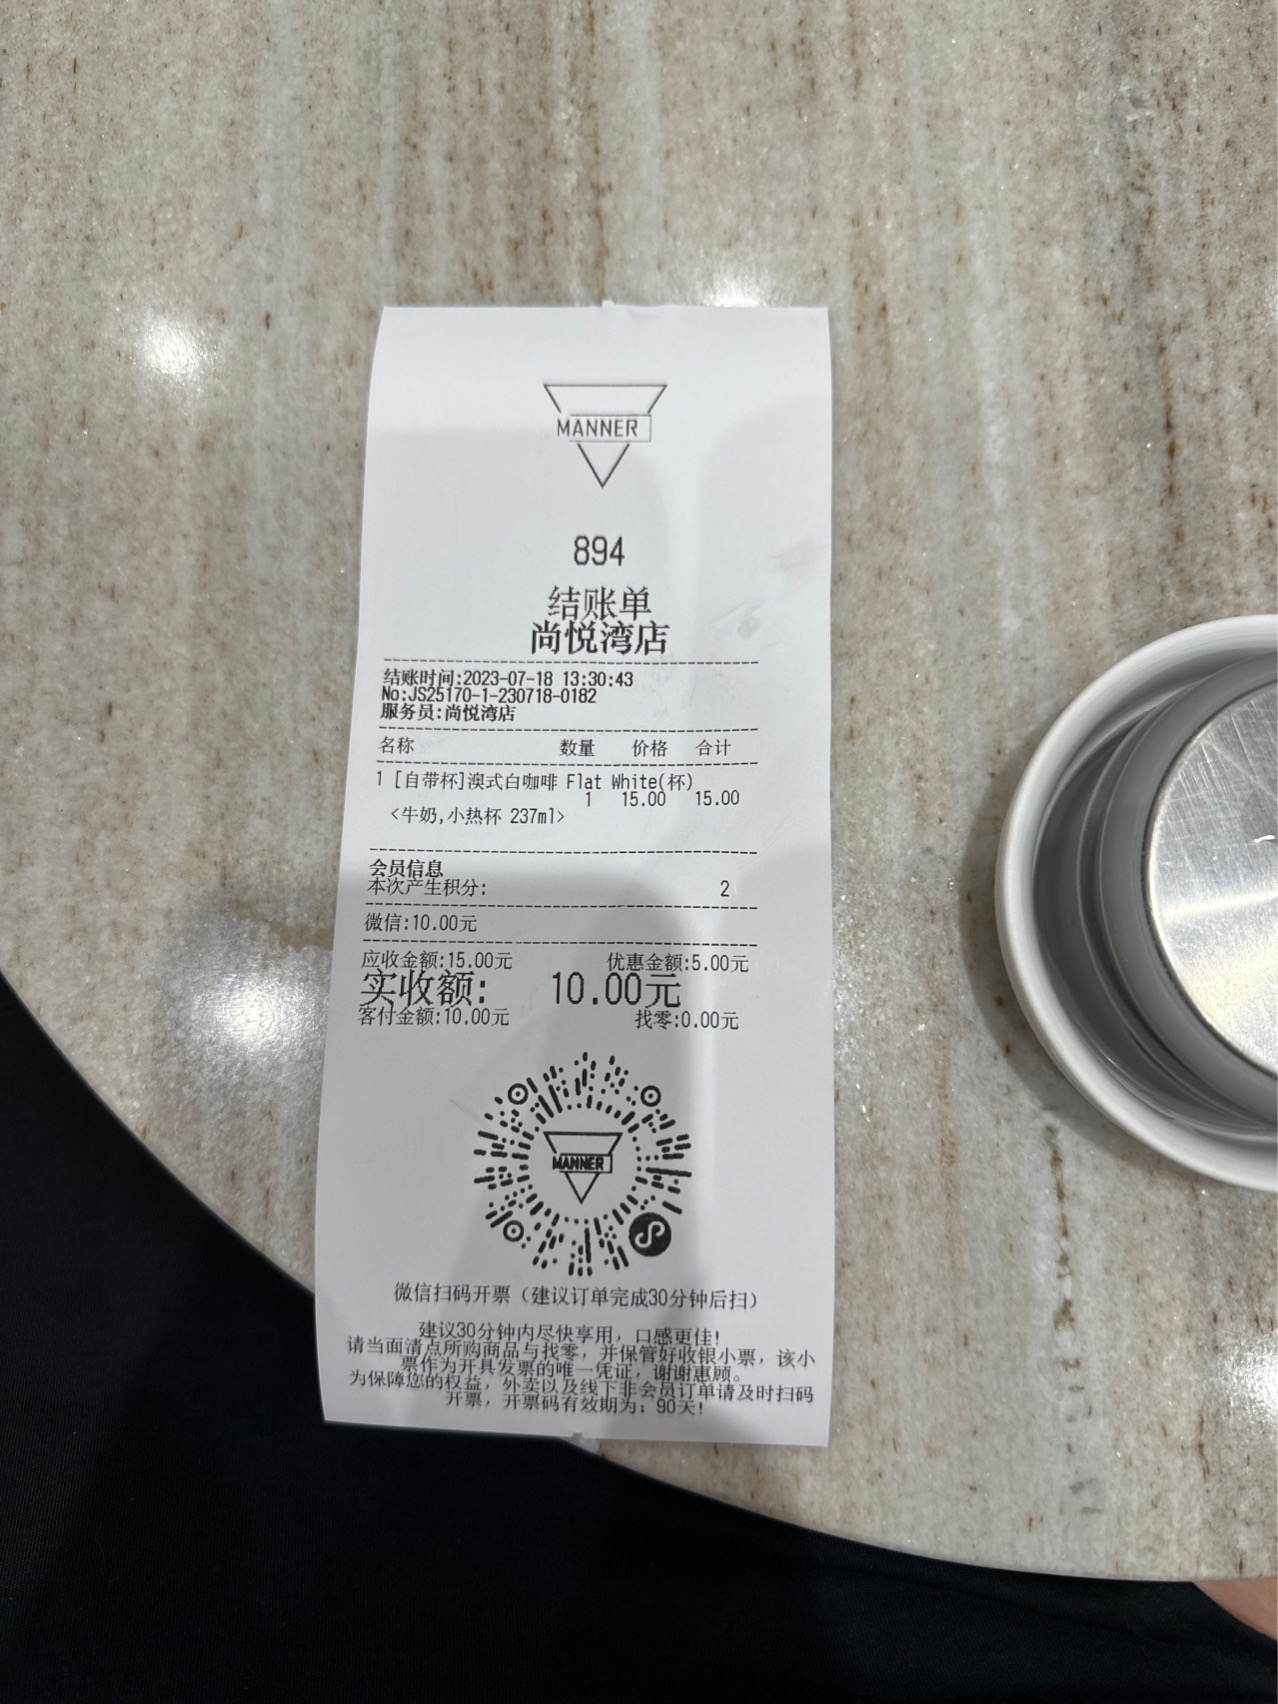 MANNER
894
结账单
尚悦湾店
结账时间:2023-07-18 13:30:43
No:JS25170-1-230718-0182
服务员:尚悦湾店
名称 数量 价格 合计
1 [自带杯]澳式白咖啡 Flat White(杯)
1 15.00 15.00
<牛奶,小热杯 237ml>
会员信息
本次产生积分: 2
微信:10.00元
应收金额:15.00元 优惠金额:5.00元
实收额: 10.00元
客付金额:10.00元 找零:0.00元
MANNER
微信扫码开票（建议订单完成30分钟后扫）
建议30分钟内尽快享用，口感更佳!
请当面清点所购商品与找零，并保管好收银小票，该小
票作为开具发票的唯一凭证，谢谢惠顾。
为保障您的权益，外卖以及线下非会员订单请及时扫码
开票，开票码有效期为：90天!